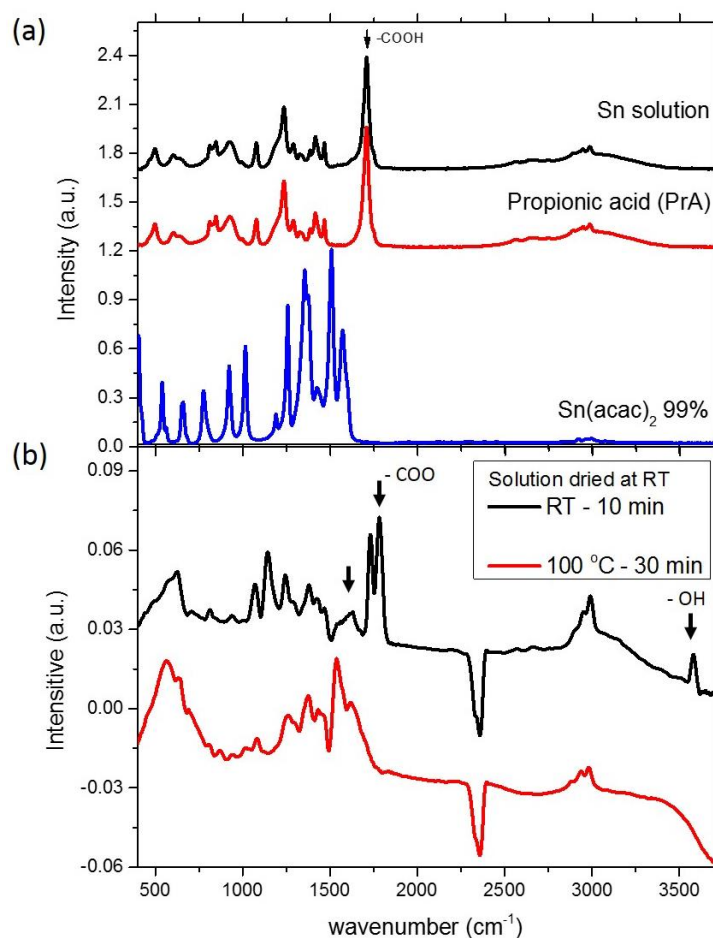 (a)
-COOH
2.4
2.1
Sn solution
1.8
Intensity (a.u.)
1.5
Propionic acid (PrA)
1.2
0.9
0.6
0.3
Sn(acac)₂ 99%
0.0
(b)
0.09
- COO
Solution dried at RT
RT - 10 min
100 °C - 30 min
0.06
- OH
Intensitive (a.u.)
0.03
0.00
-0.03
-0.06
500 1000 1500 2000 2500 3000 3500
wavenumber (cm⁻¹)